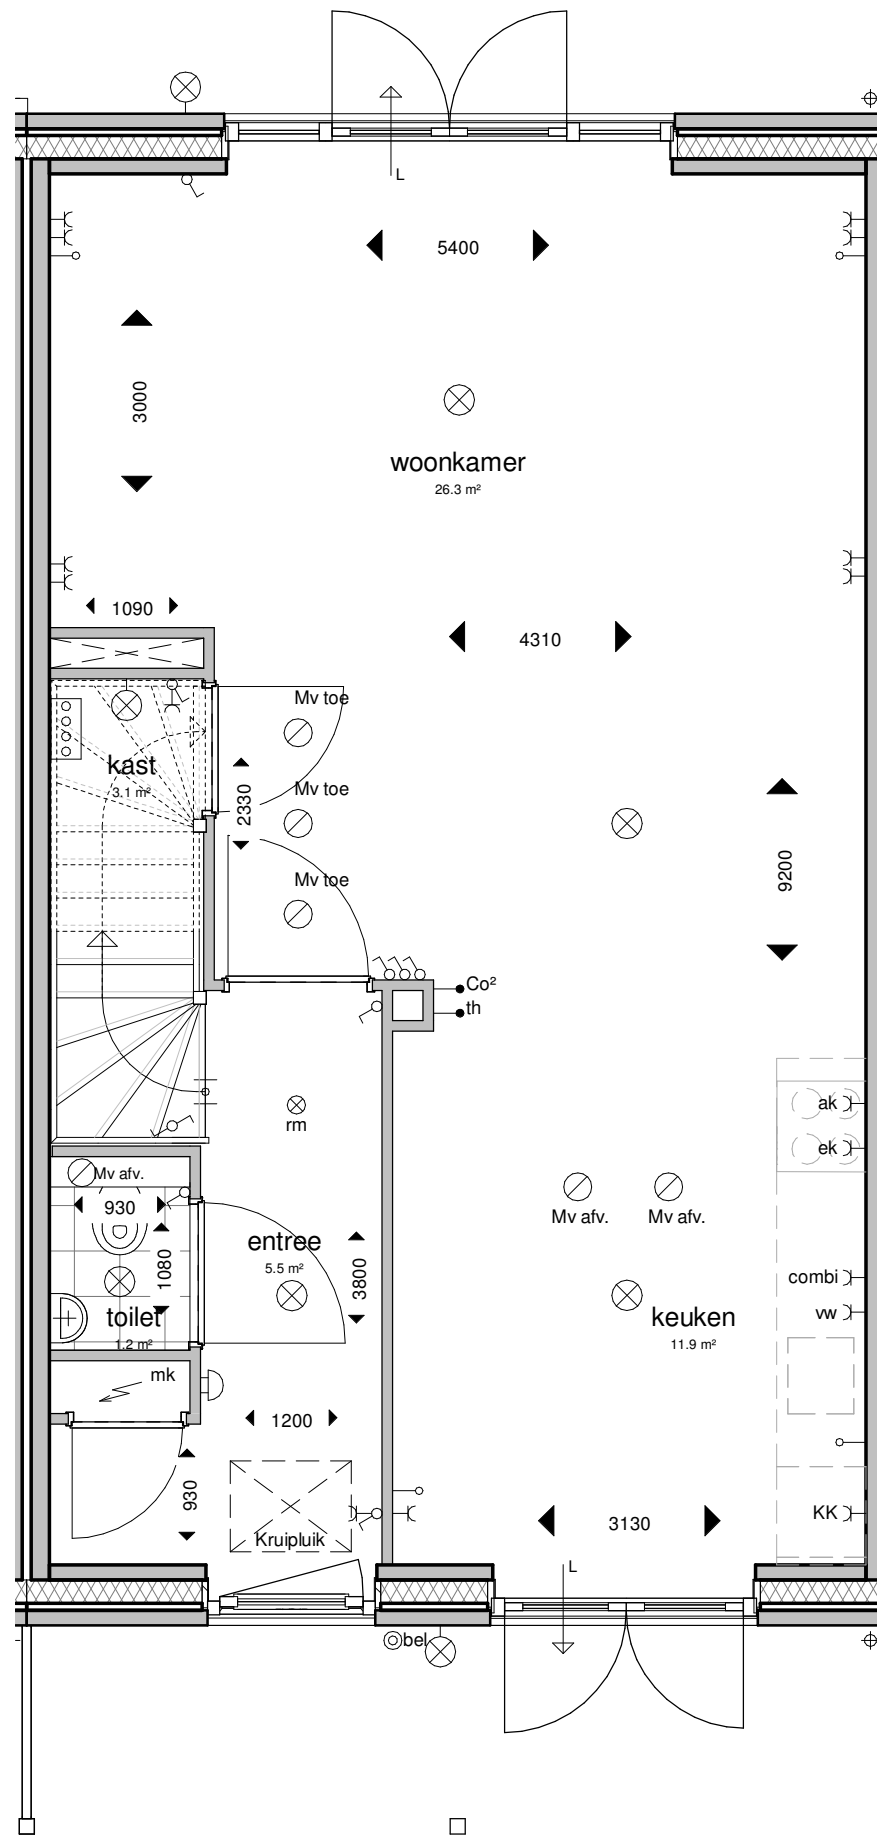 L
5400
3000
woonkamer
26.3 m²
1090
4310
Mv toe
kast
3.1 m²
Mv toe
2330
Mv toe
9200
Co²
th
ak
rm
ek
Mv afv.
930
Mv afv.
Mv afv.
entree
5.5 m²
1080
3800
combi
vw
toilet
1.2 m²
keuken
11.9 m²
mk
1200
930
KK
3130
Kruipluik
L
bel